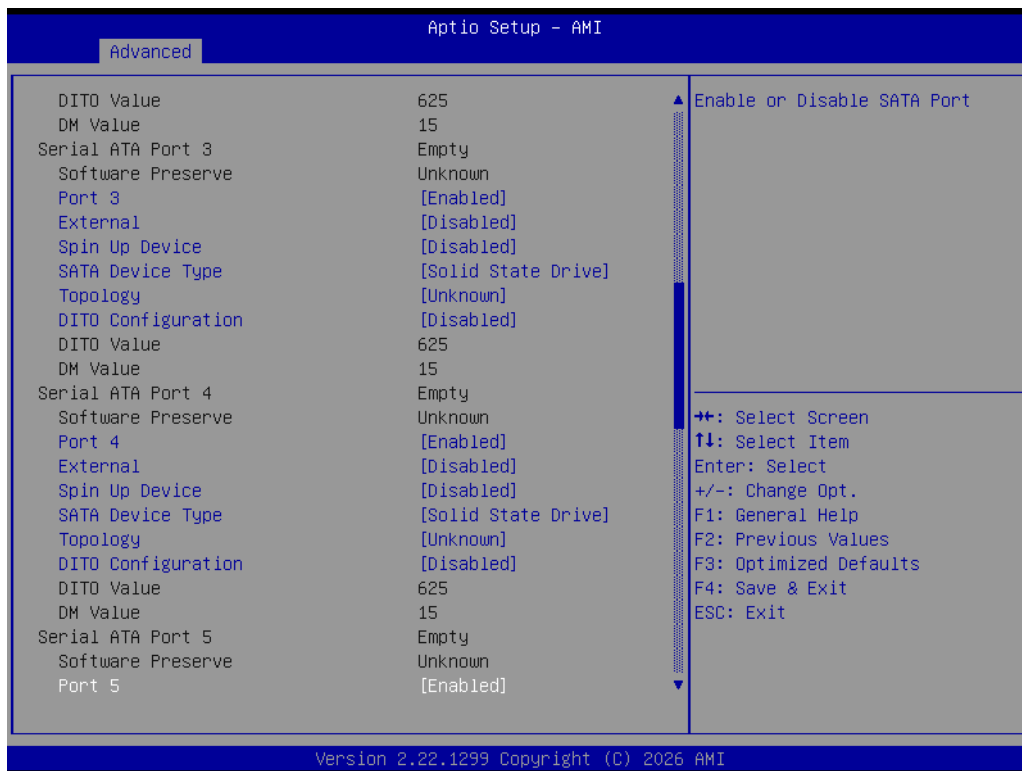 Aptio Setup – AMI
Advanced
DITO Value 625
DM Value 15
Serial ATA Port 3 Empty
Software Preserve Unknown
Port 3 [Enabled]
External [Disabled]
Spin Up Device [Disabled]
SATA Device Type [Solid State Drive]
Topology [Unknown]
DITO Configuration [Disabled]
DITO Value 625
DM Value 15
Serial ATA Port 4 Empty
Software Preserve Unknown
Port 4 [Enabled]
External [Disabled]
Spin Up Device [Disabled]
SATA Device Type [Solid State Drive]
Topology [Unknown]
DITO Configuration [Disabled]
DITO Value 625
DM Value 15
Serial ATA Port 5 Empty
Software Preserve Unknown
Port 5 [Enabled]
Enable or Disable SATA Port
→←: Select Screen
↑↓: Select Item
Enter: Select
+/-: Change Opt.
F1: General Help
F2: Previous Values
F3: Optimized Defaults
F4: Save & Exit
ESC: Exit
Version 2.22.1299 Copyright (C) 2026 AMI